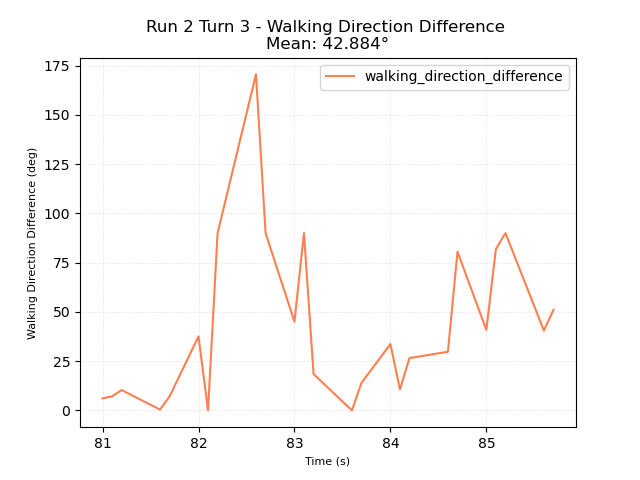 Run 2 Turn 3 - Walking Direction Difference
Mean: 42.884°
walking_direction_difference
Walking Direction Difference (deg)
175
150
125
100
75
50
25
0
81
82
83
84
85
Time (s)